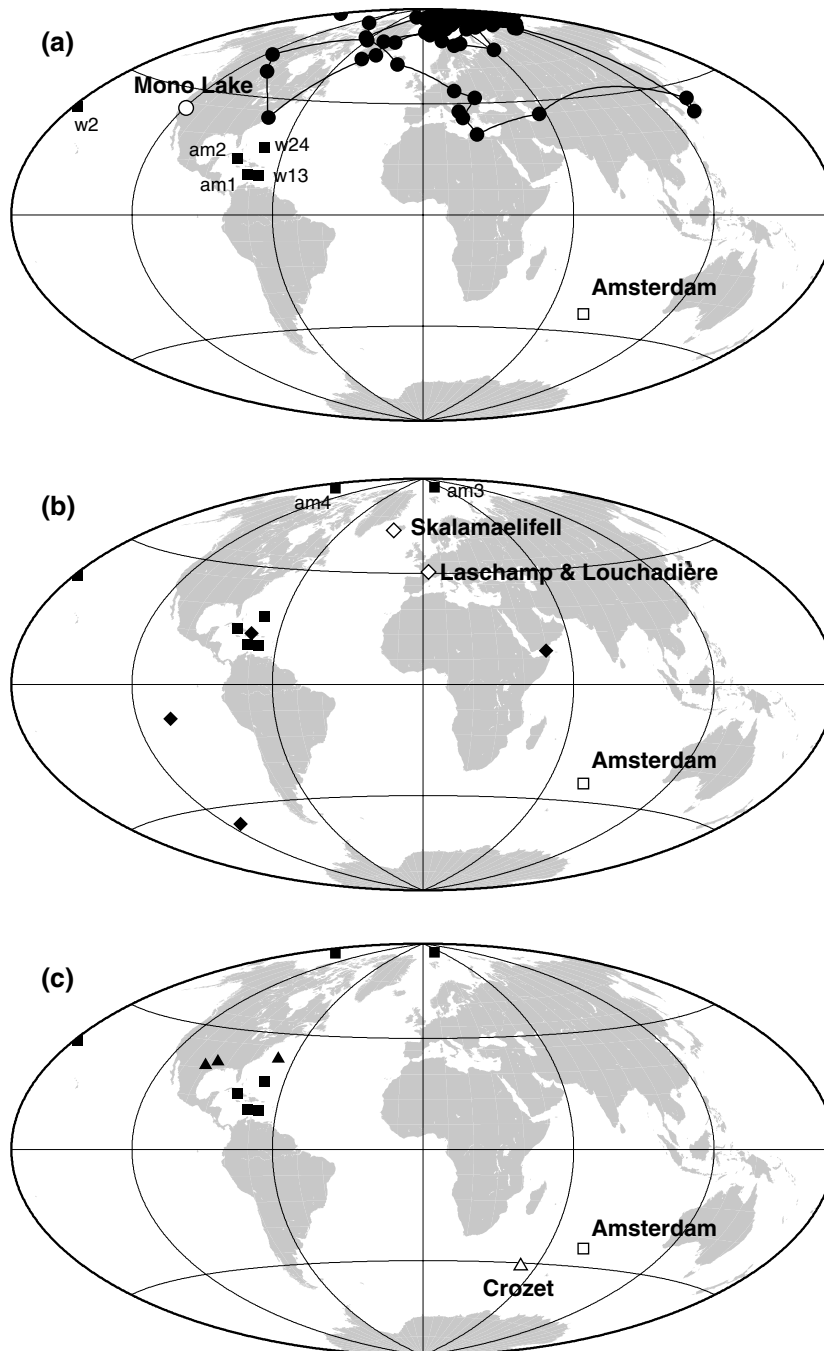 (a)
Mono Lake
w2
am2
w24
am1
w13
Amsterdam
(b)
am4
am3
Skalamaelifell
Laschamp & Louchadière
Amsterdam
(c)
Amsterdam
Crozet